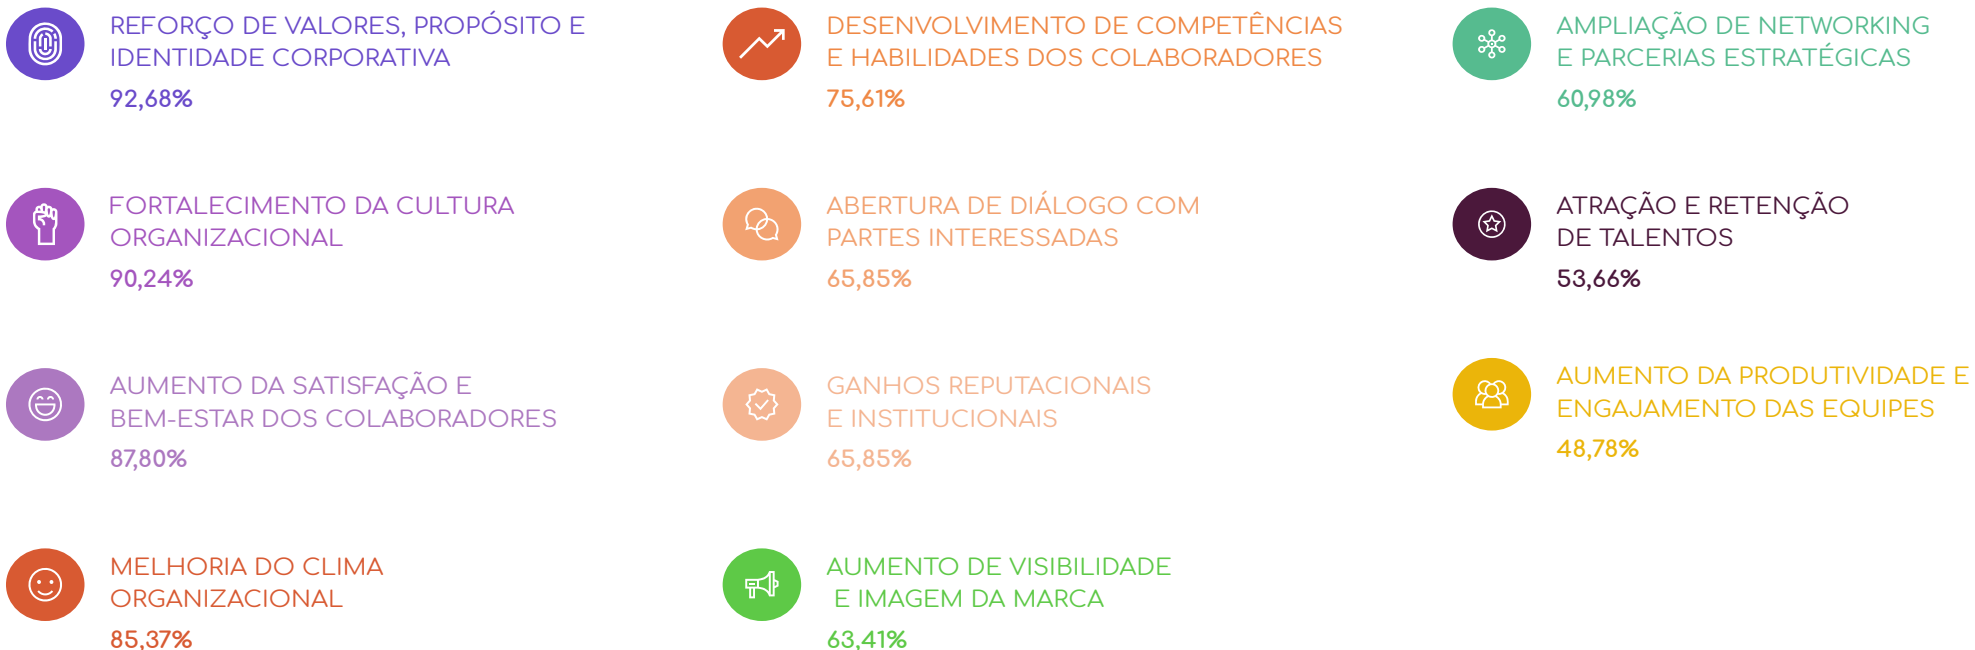 REFORÇO DE VALORES, PROPÓSITO E
IDENTIDADE CORPORATIVA
92,68%
FORTALECIMENTO DA CULTURA
ORGANIZACIONAL
90,24%
AUMENTO DA SATISFAÇÃO E
BEM-ESTAR DOS COLABORADORES
87,80%
MELHORIA DO CLIMA
ORGANIZACIONAL
85,37%
DESENVOLVIMENTO DE COMPETÊNCIAS
E HABILIDADES DOS COLABORADORES
75,61%
ABERTURA DE DIÁLOGO COM
PARTES INTERESSADAS
65,85%
GANHOS REPUTACIONAIS
E INSTITUCIONAIS
65,85%
AUMENTO DE VISIBILIDADE
E IMAGEM DA MARCA
63,41%
AMPLIAÇÃO DE NETWORKING
E PARCERIAS ESTRATÉGICAS
60,98%
ATRAÇÃO E RETENÇÃO
DE TALENTOS
53,66%
AUMENTO DA PRODUTIVIDADE E
ENGAJAMENTO DAS EQUIPES
48,78%